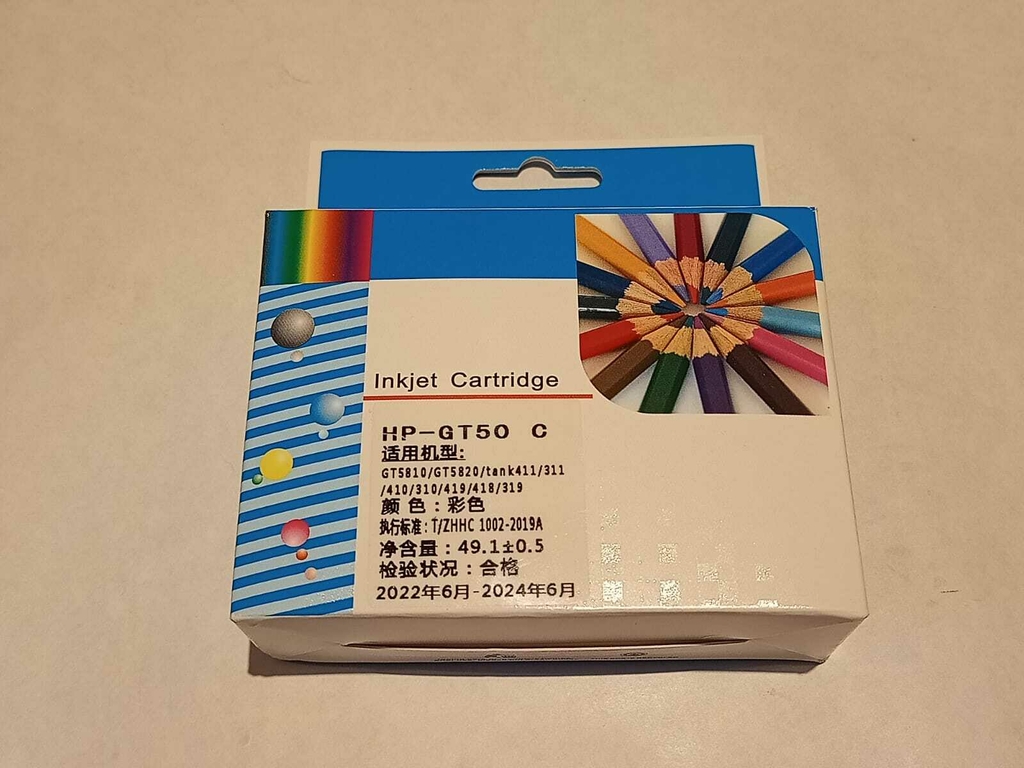 Inkjet Cartridge
HP-GT50 C
适用机型:
GT5810/GT5820/tank411/311
/410/310/419/418/319
颜 色：彩色
执行标准：T/ZHHC 1002-2019A
净含量：49.1±0.5
检验状况：合格
2022年6月-2024年6月